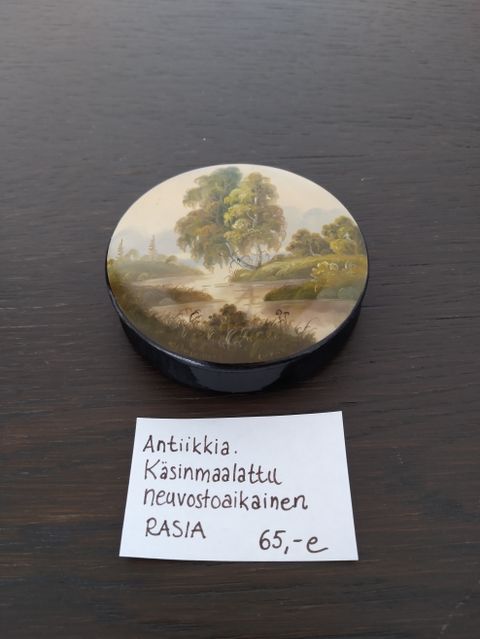 Antiikkia.
Käsinmaalattu
neuvostoaikainen
RASIA 65,-e